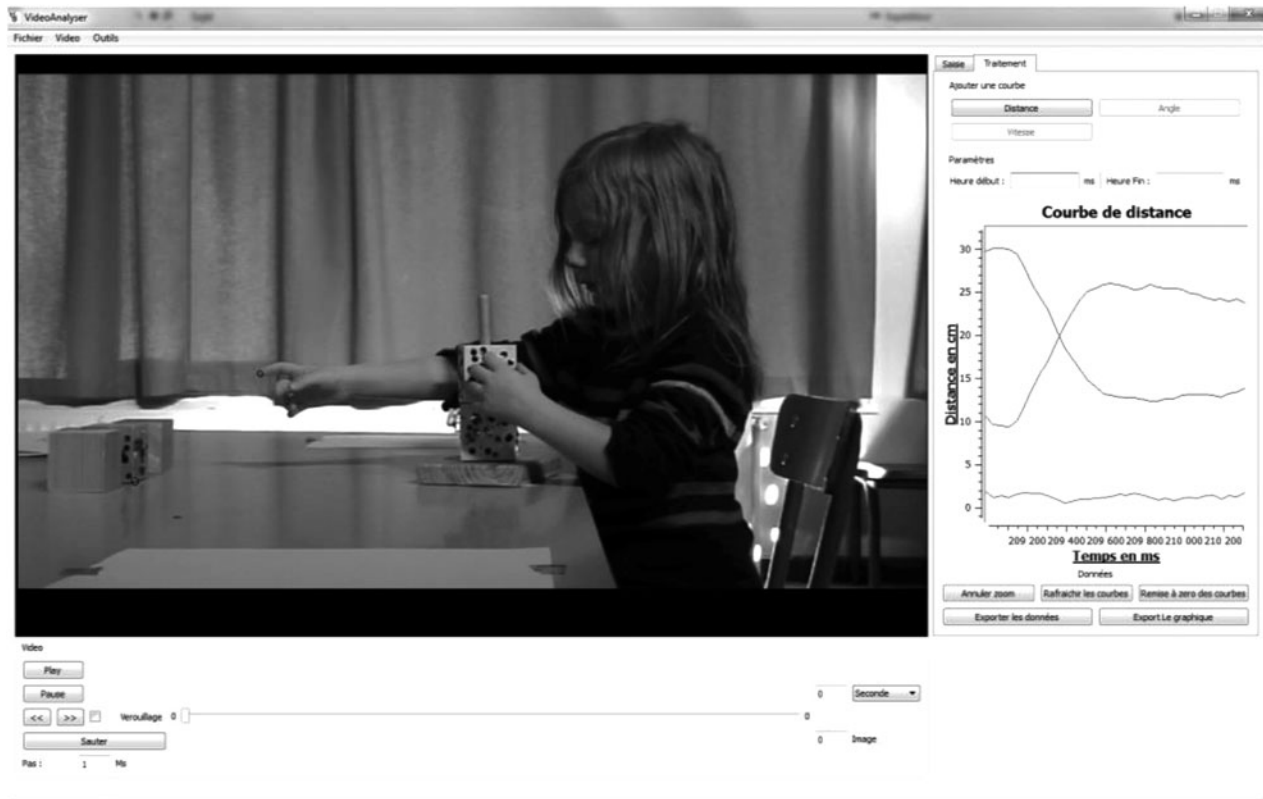 VideoAnalyser
Fichier Video Outils
Saisie Traitement
Ajouter une courbe
Distance Angle
Vitesse
Paramètres
Heure début : ms Heure Fin : ms
Courbe de distance
30
25
20
15
10
5
0
Distance en cm
209 200 209 400 209 600 209 800 210 000 210 200
Temps en ms
Données
Annuler zoom Rafraichir les courbes Remise à zero des courbes
Exporter les données Export Le graphique
Video
Play
Pause
0 Seconde
<< >> Verouillage 0 0
Sauter
0 Image
Pas : 1 Ms